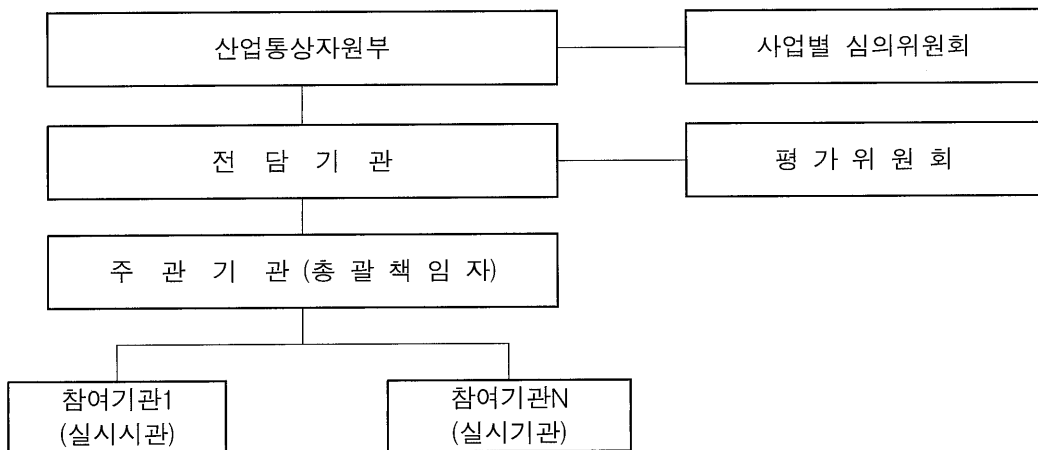 산업통상자원부
사업별 심의위원회
전 담 기 관
평 가 위 원 회
주 관 기 관 (총 괄 책 임 자)
참여기관1
(실시시관)
참여기관N
(실시기관)